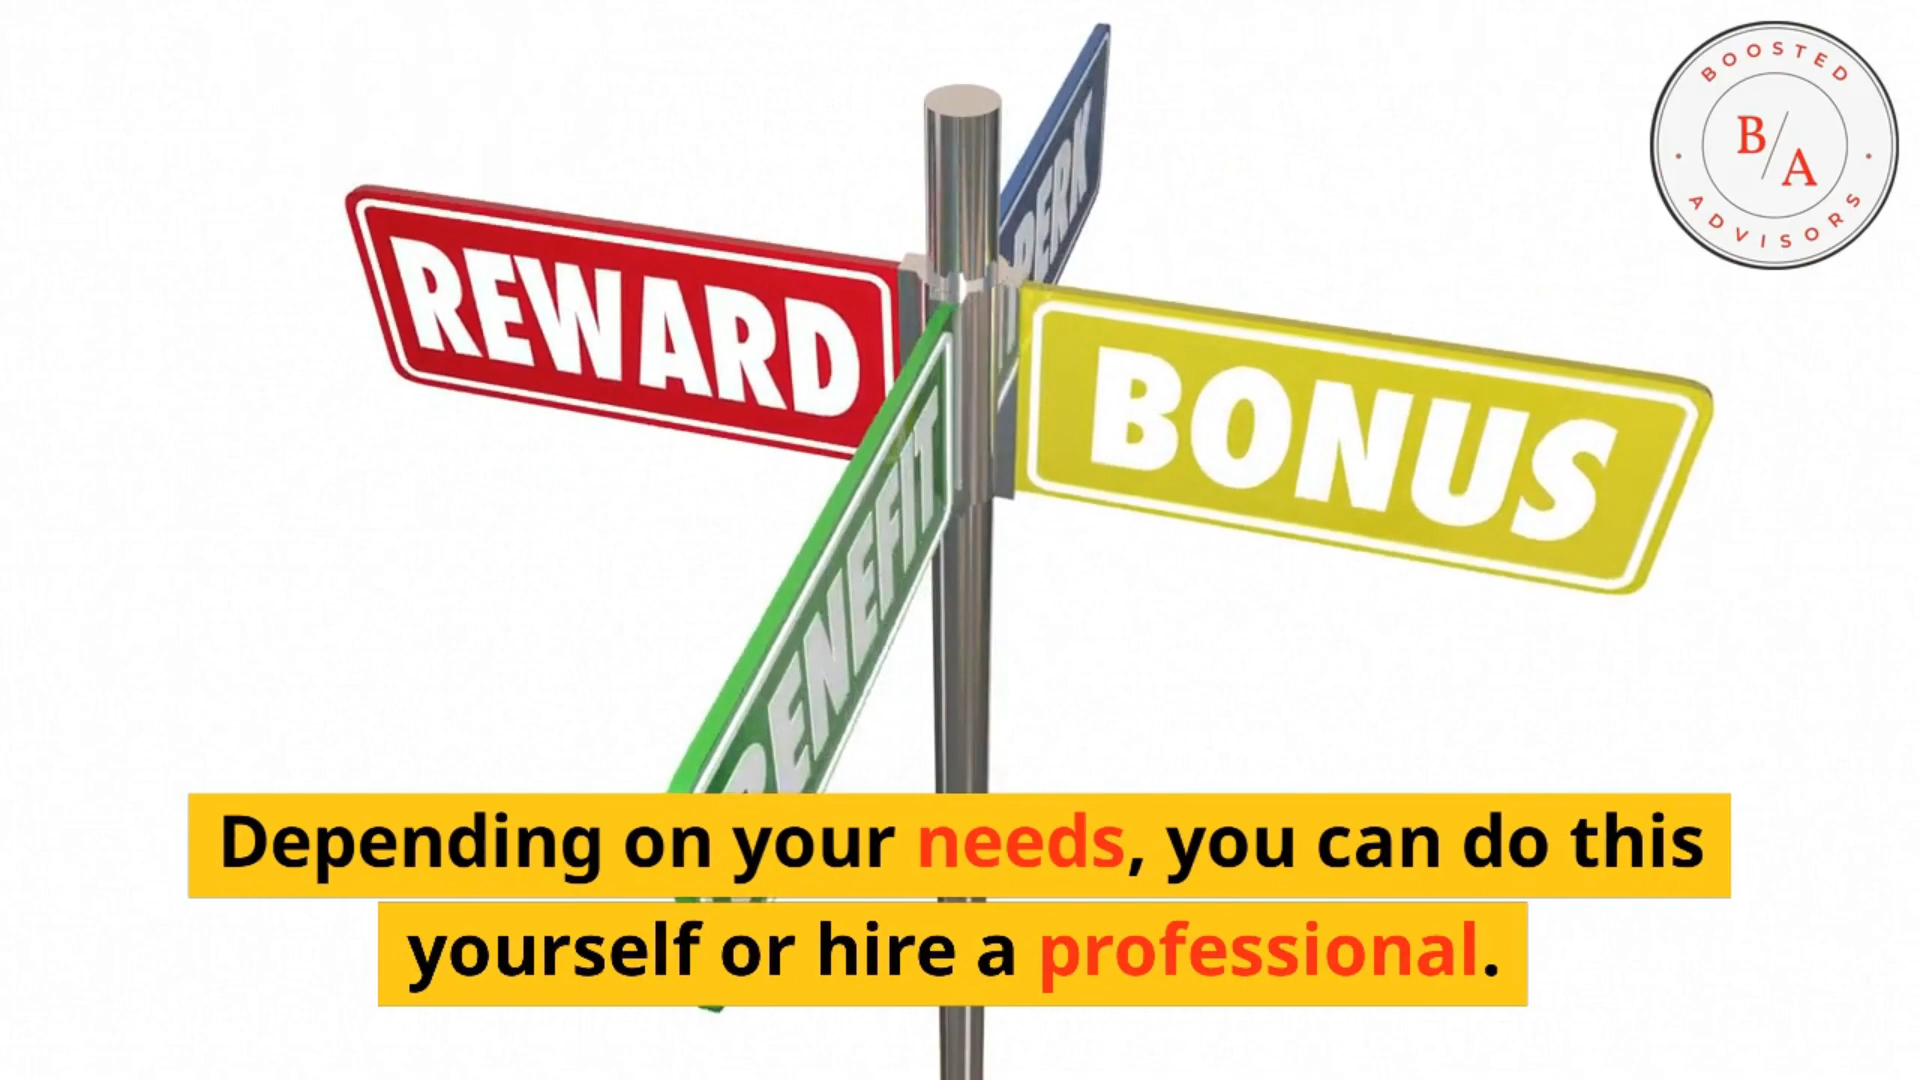 BOOSTED
B/A
ADVISORS
PERK
REWARD
BONUS
BENEFIT
Depending on your needs, you can do this
yourself or hire a professional.